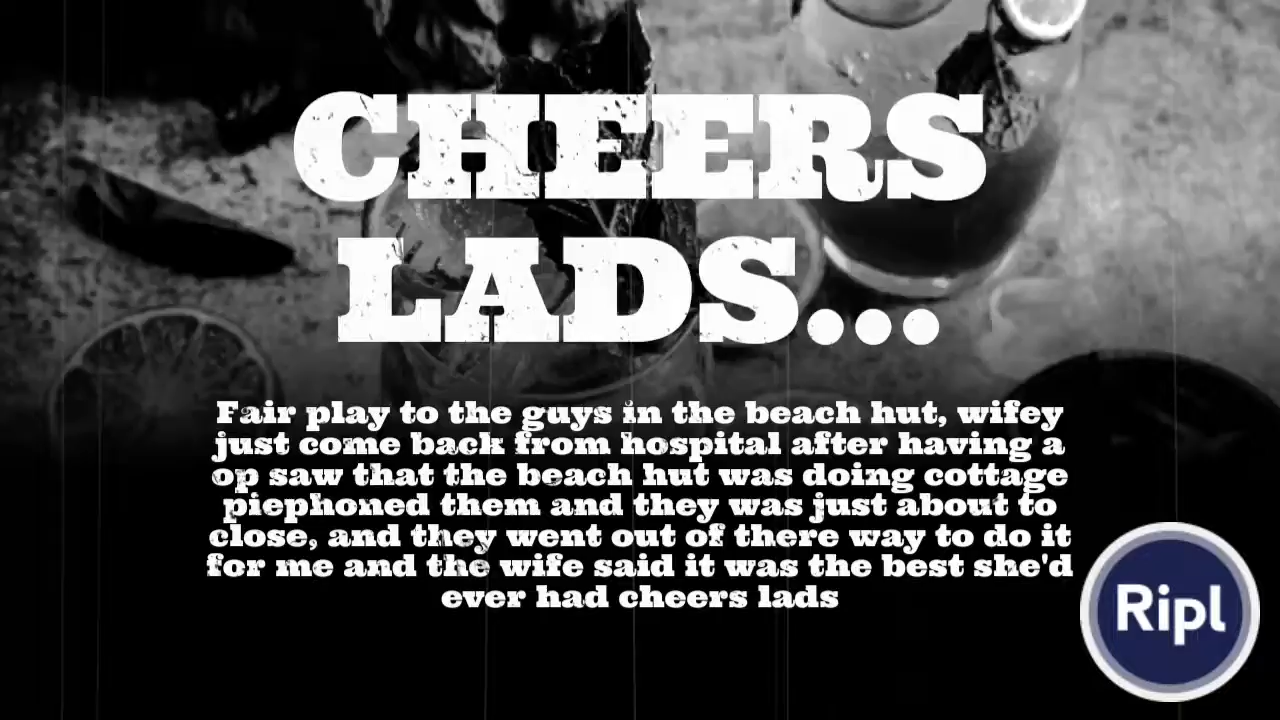 CHEERS
LADS...
Fair play to the guys in the beach hut, wifey
just come back from hospital after having a
op saw that the beach hut was doing cottage
piephoned them and they was just about to
close, and they went out of there way to do it
for me and the wife said it was the best she'd
ever had cheers lads
Ripl